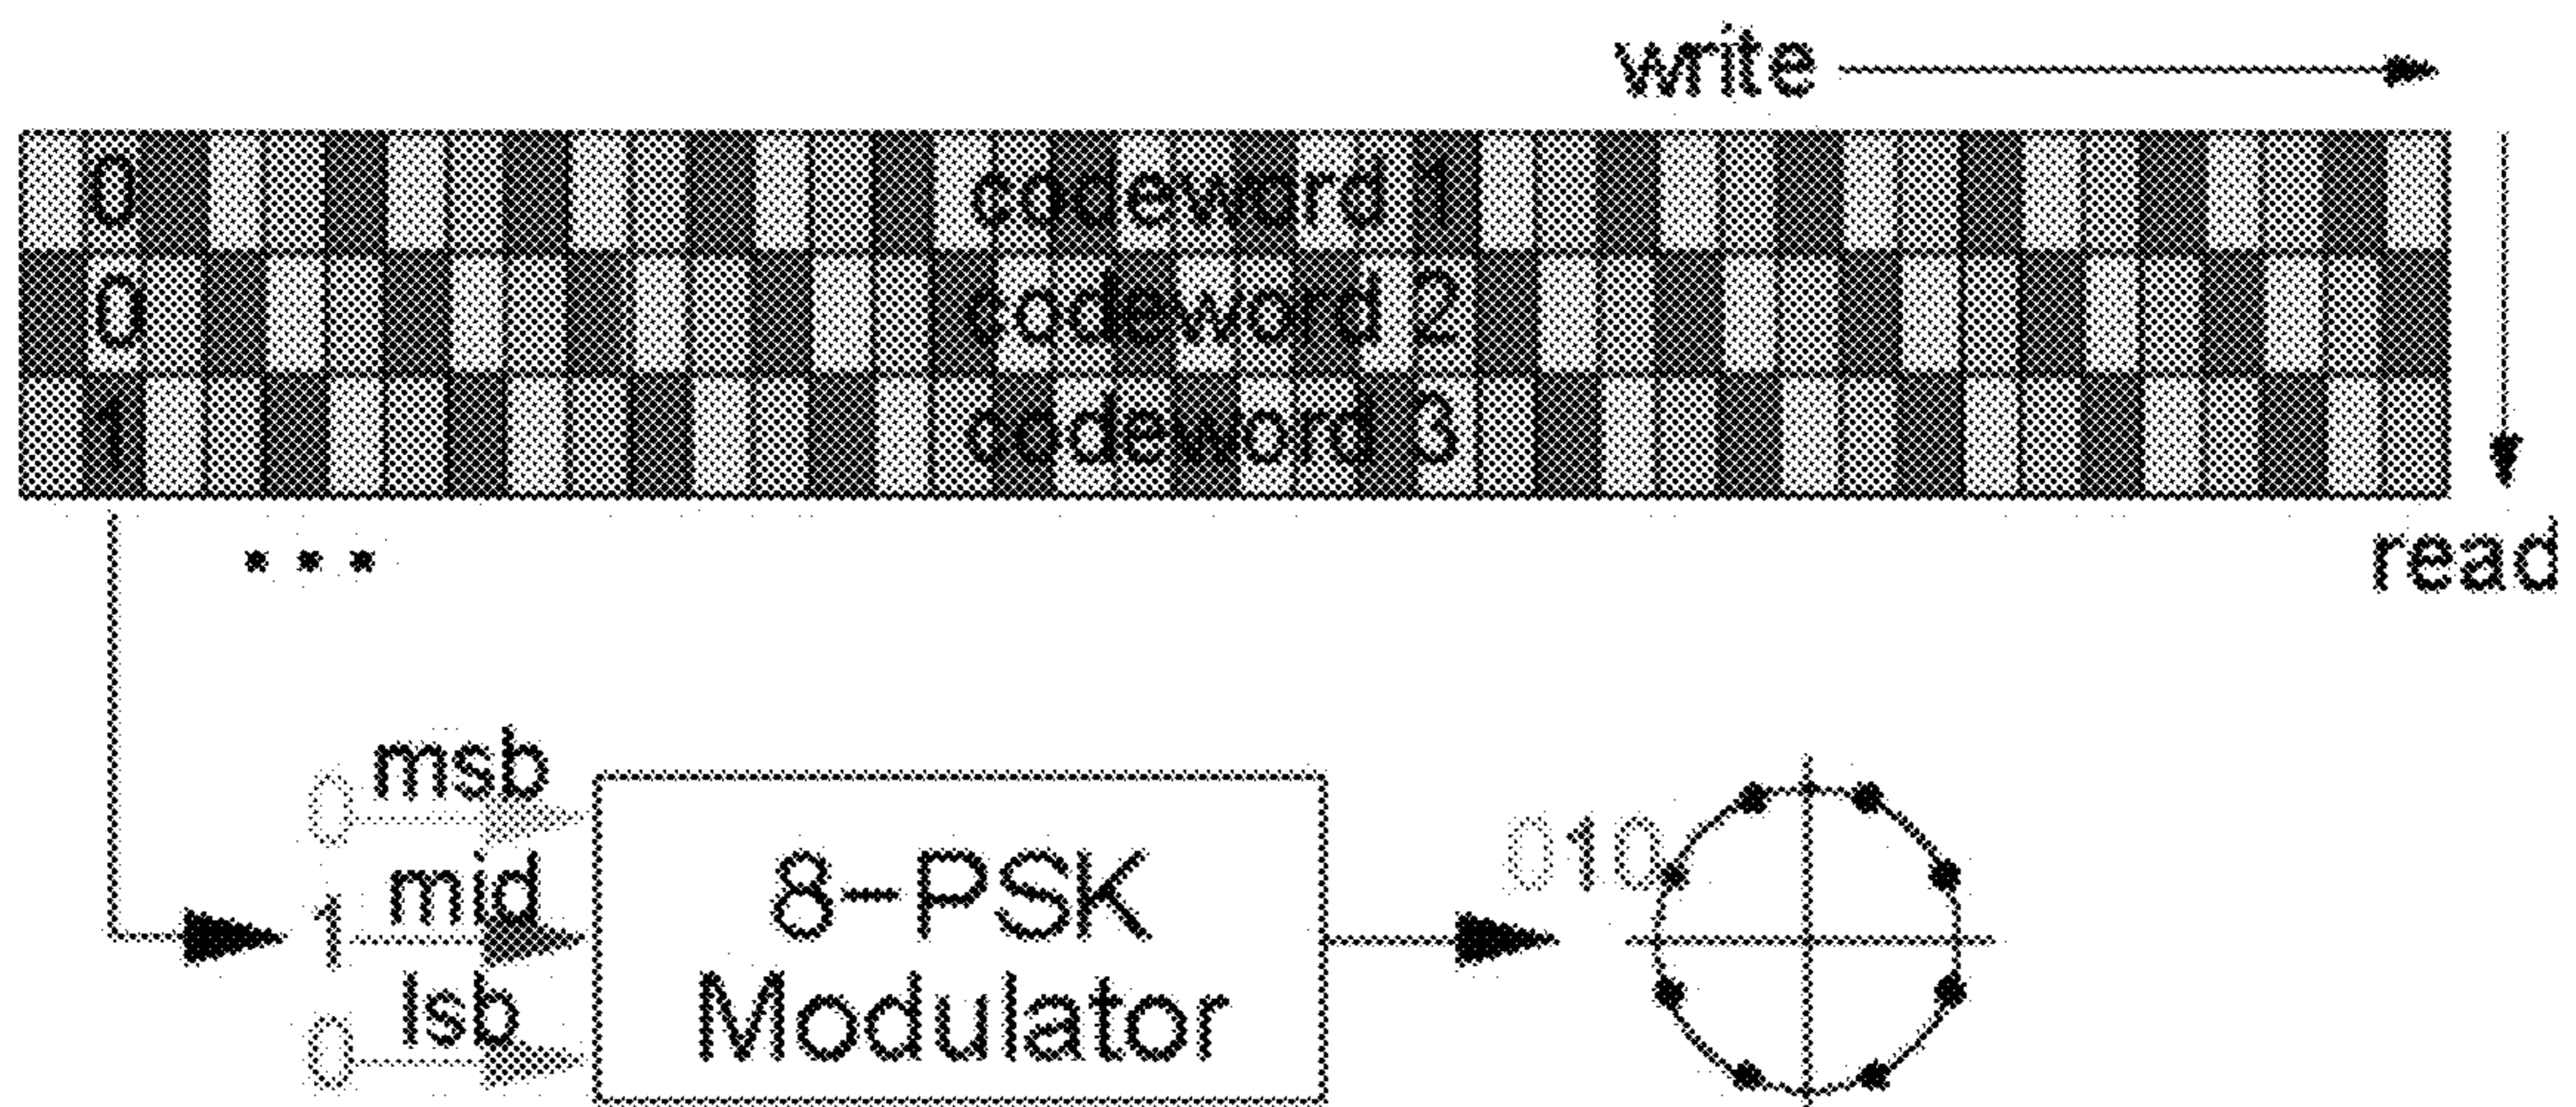 write
0 codeword 1
0 codeword 2
1 codeword 3
...
read
msb
0
mid
1
lsb
0
8-PSK
Modulator
010